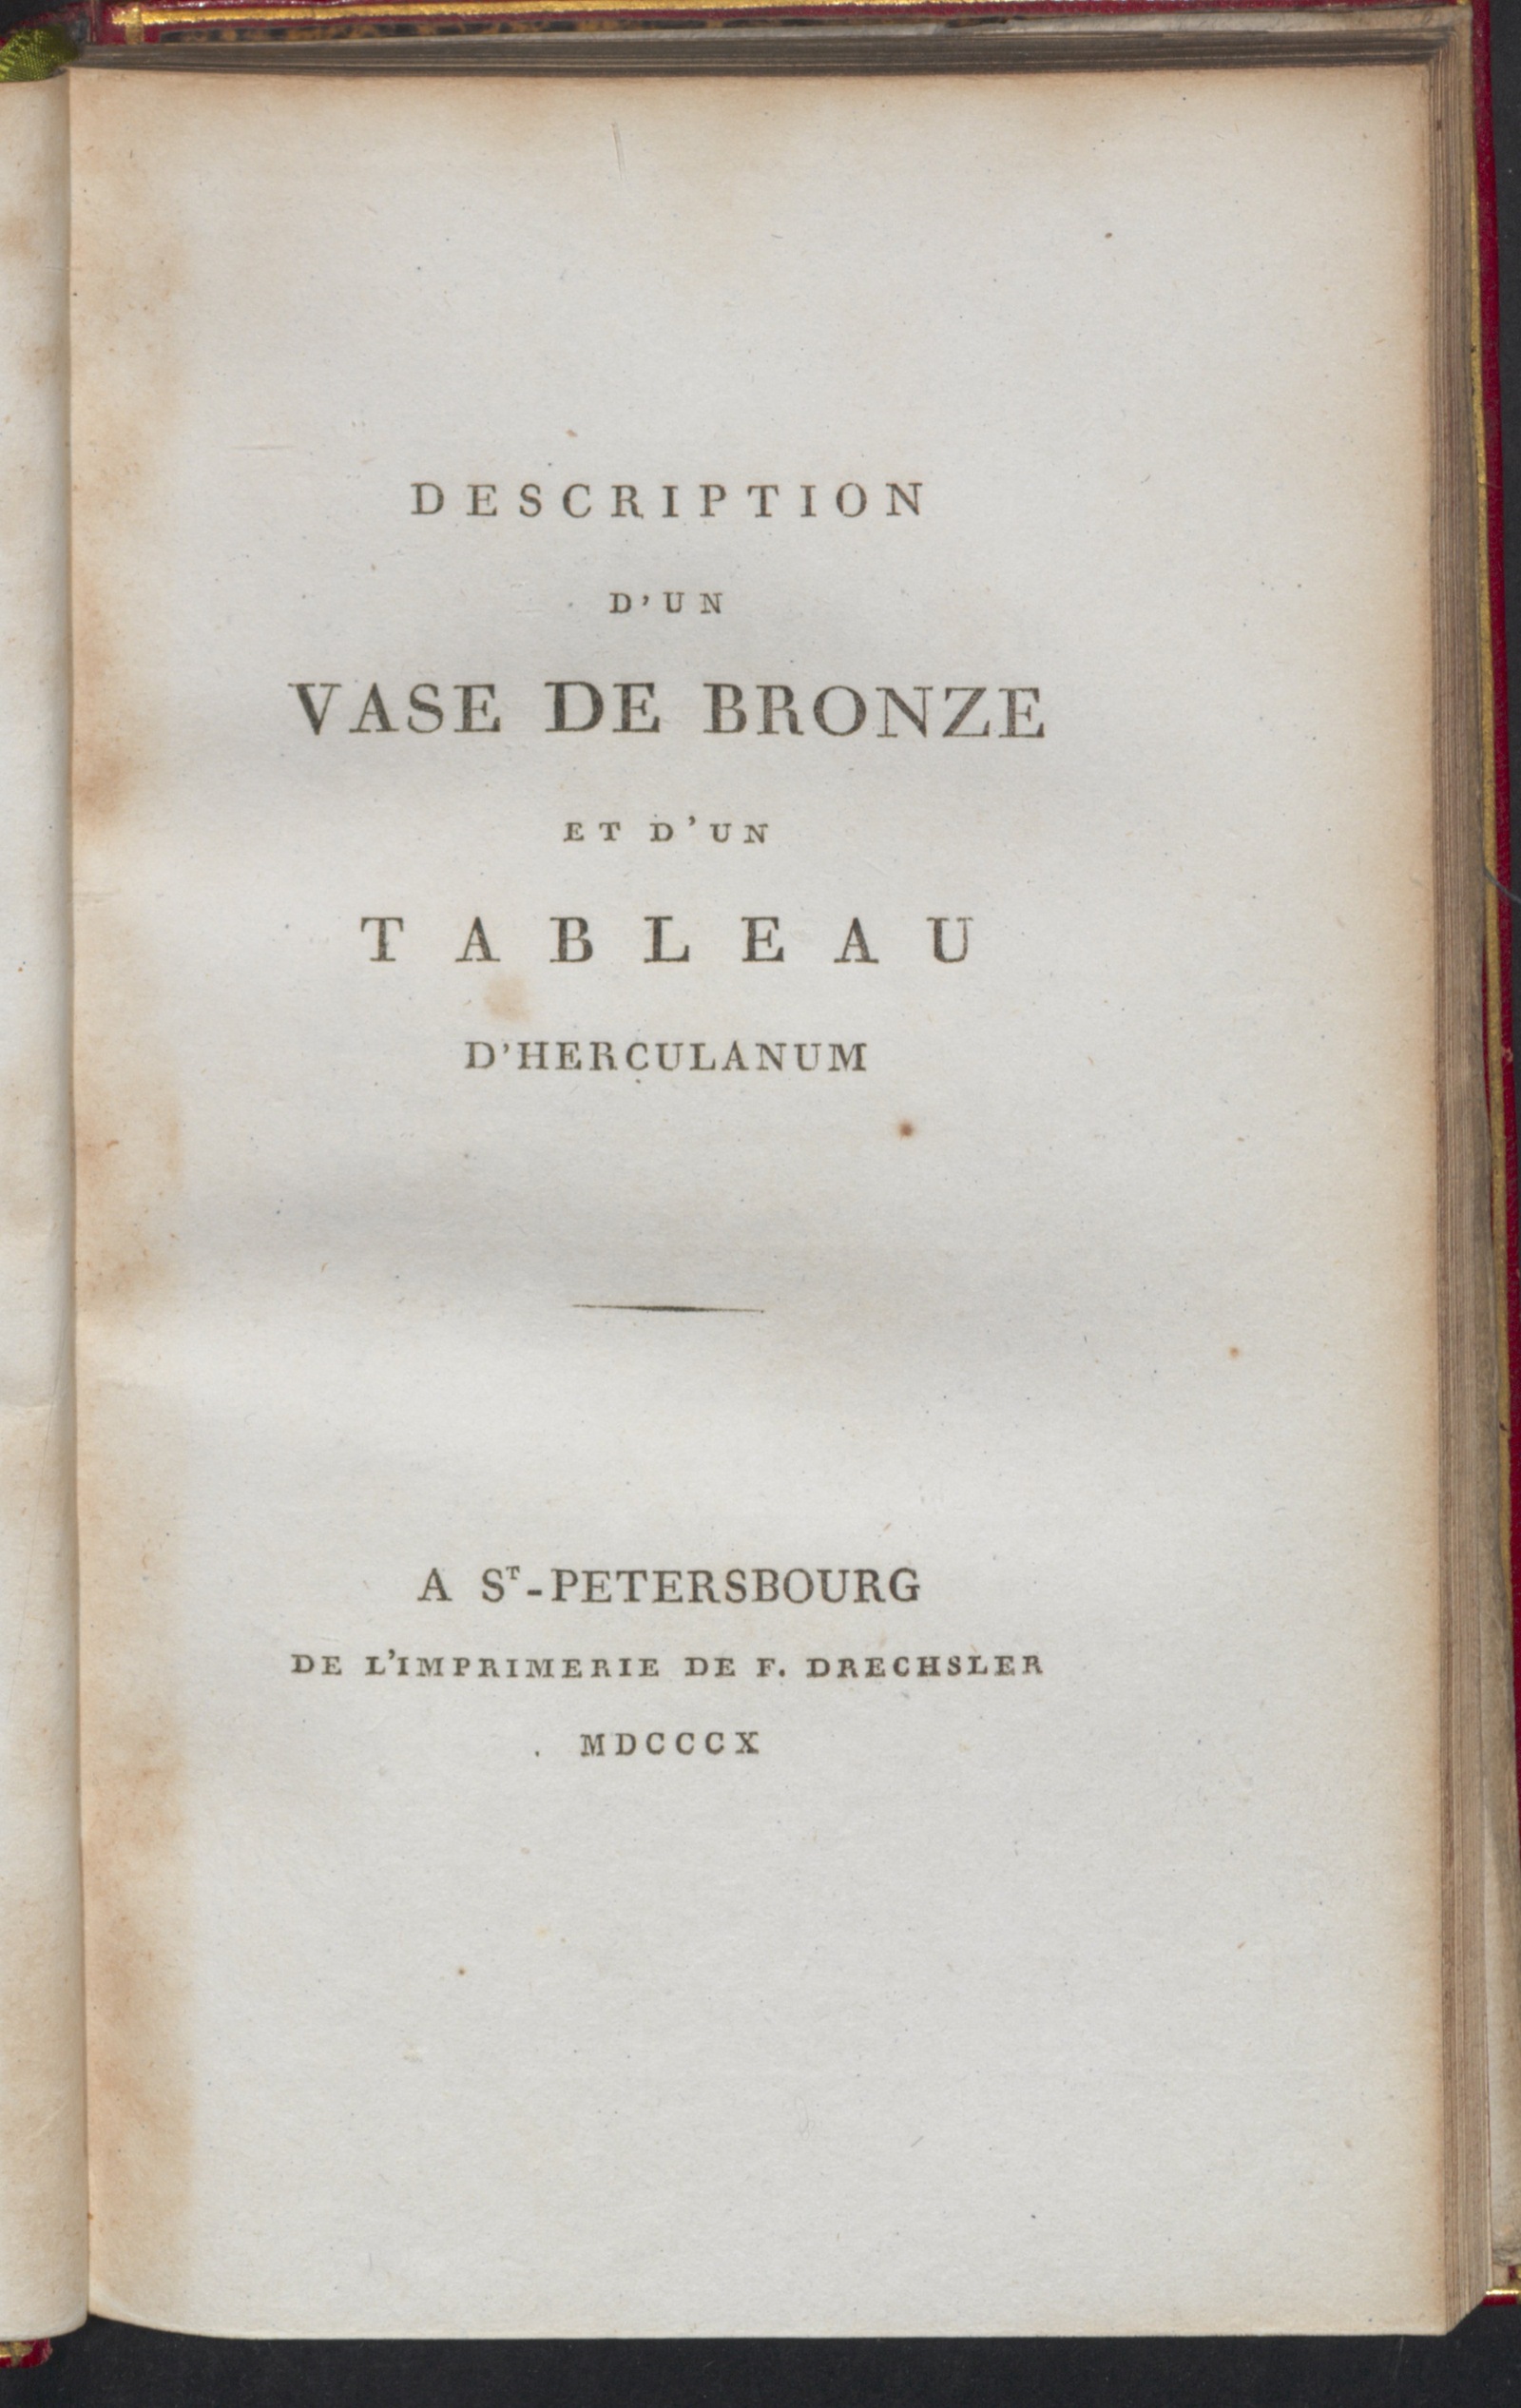 DESCRIPTION
D'UN
VASE DE BRONZE
ET D'UN
TABLEAU
D'HERCULANUM
A ST-PETERSBOURG
DE L'IMPRIMERIE DE F. DRECHSLER
MDCCCX